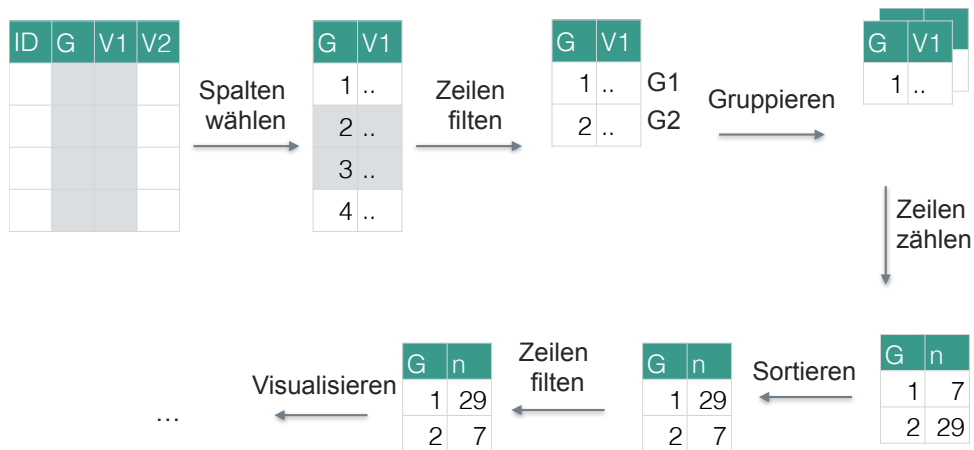 ID G V1 V2
G V1
1 ..
2 ..
3 ..
4 ..
Spalten
wählen
Zeilen
filten
G V1
1 .. G1
2 .. G2
Gruppieren
G V1
1 ..
Zeilen
zählen
G n
1 7
2 29
Sortieren
G n
1 29
2 7
Zeilen
filten
G n
1 29
2 7
Visualisieren
...